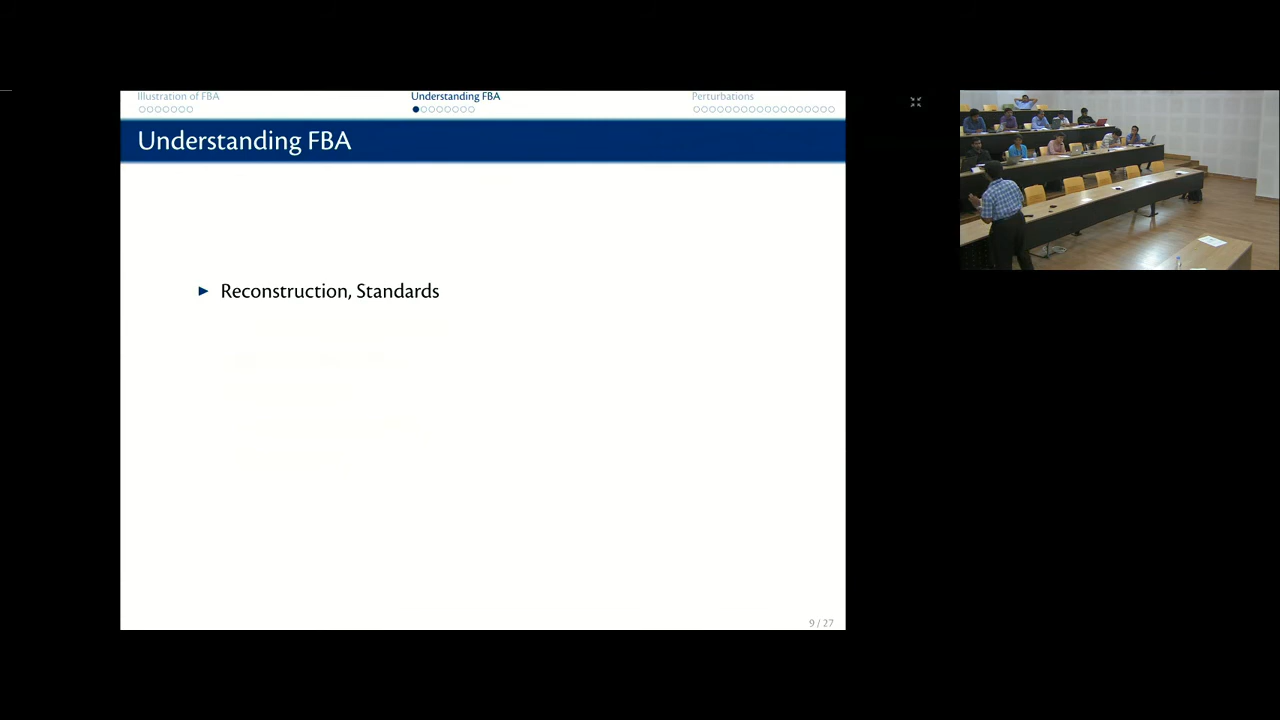 Illustration of FBA
Understanding FBA
Perturbations
Understanding FBA
Reconstruction, Standards
9 / 27